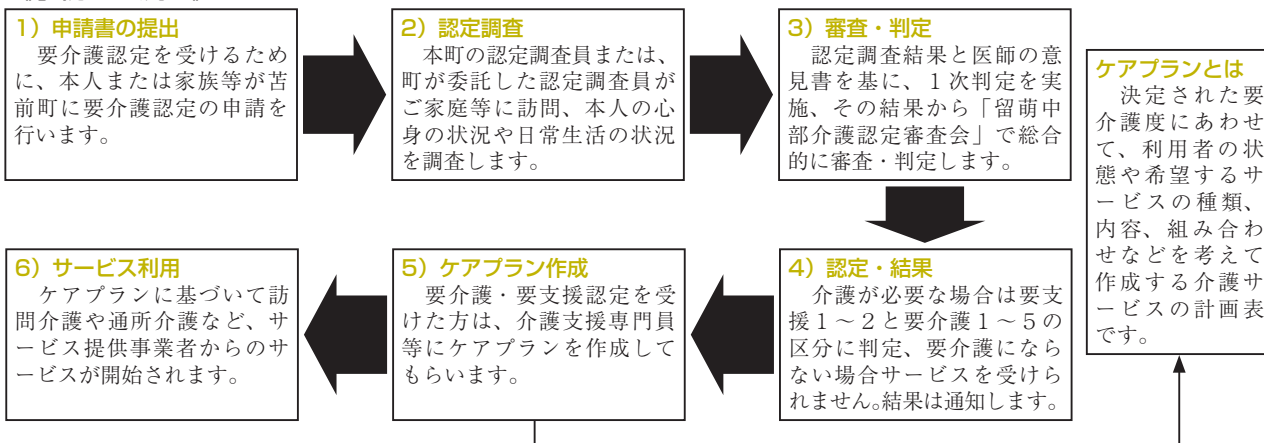 1）申請書の提出
　要介護認定を受けるため
に、本人または家族等が苫
前町に要介護認定の申請を
行います。
2）認定調査
　本町の認定調査員または、
町が委託した認定調査員が
ご家庭等に訪問、本人の心
身の状況や日常生活の状況
を調査します。
3）審査・判定
　認定調査結果と医師の意
見書を基に、１次判定を実
施、その結果から「留萌中
部介護認定審査会」で総合
的に審査・判定します。
4）認定・結果
　介護が必要な場合は要支
援１～２と要介護１～５の
区分に判定、要介護になら
ない場合サービスを受けら
れません。結果は通知します。
5）ケアプラン作成
　要介護・要支援認定を受
けた方は、介護支援専門員
等にケアプランを作成して
もらいます。
6）サービス利用
　ケアプランに基づいて訪
問介護や通所介護など、サ
ービス提供事業者からのサ
ービスが開始されます。
ケアプランとは
　決定された要
介護度にあわせ
て、利用者の状
態や希望するサ
ービスの種類、
内容、組み合わ
せなどを考えて
作成する介護サ
ービスの計画表
です。